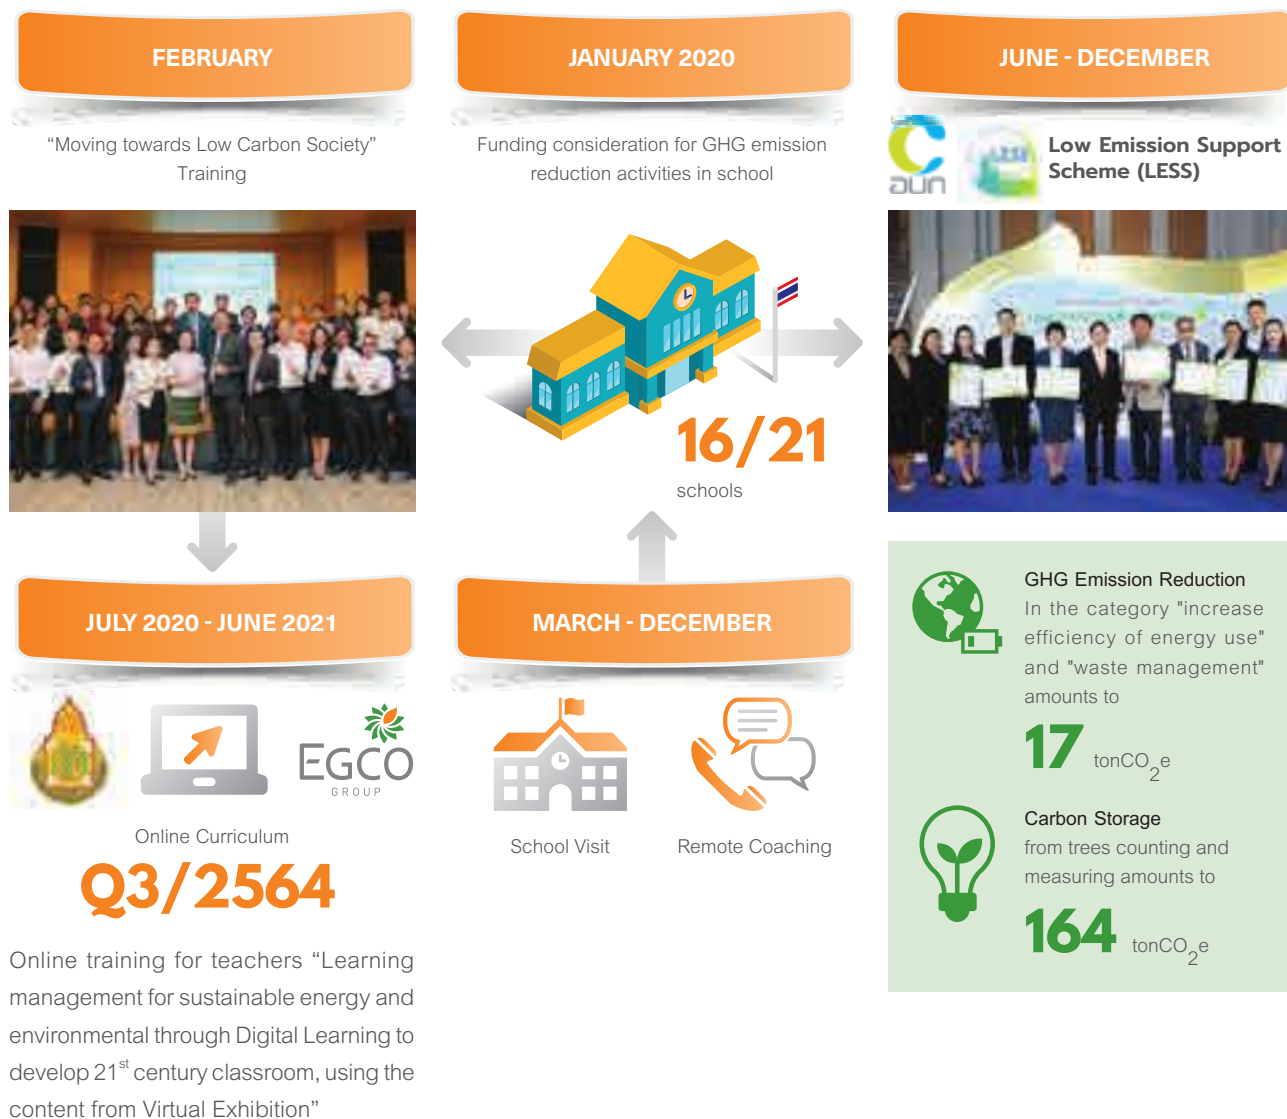 FEBRUARY
"Moving towards Low Carbon Society"
Training
JANUARY 2020
Funding consideration for GHG emission
reduction activities in school
16/21
schools
JUNE - DECEMBER
Low Emission Support
Scheme (LESS)
JULY 2020 - JUNE 2021
EGCO
GROUP
Online Curriculum
Q3/2564
Online training for teachers “Learning
management for sustainable energy and
environmental through Digital Learning to
develop 21st century classroom, using the
content from Virtual Exhibition”
MARCH - DECEMBER
School Visit
Remote Coaching
GHG Emission Reduction
In the category "increase
efficiency of energy use"
and "waste management"
amounts to
17 tonCO2e
Carbon Storage
from trees counting and
measuring amounts to
164 tonCO2e